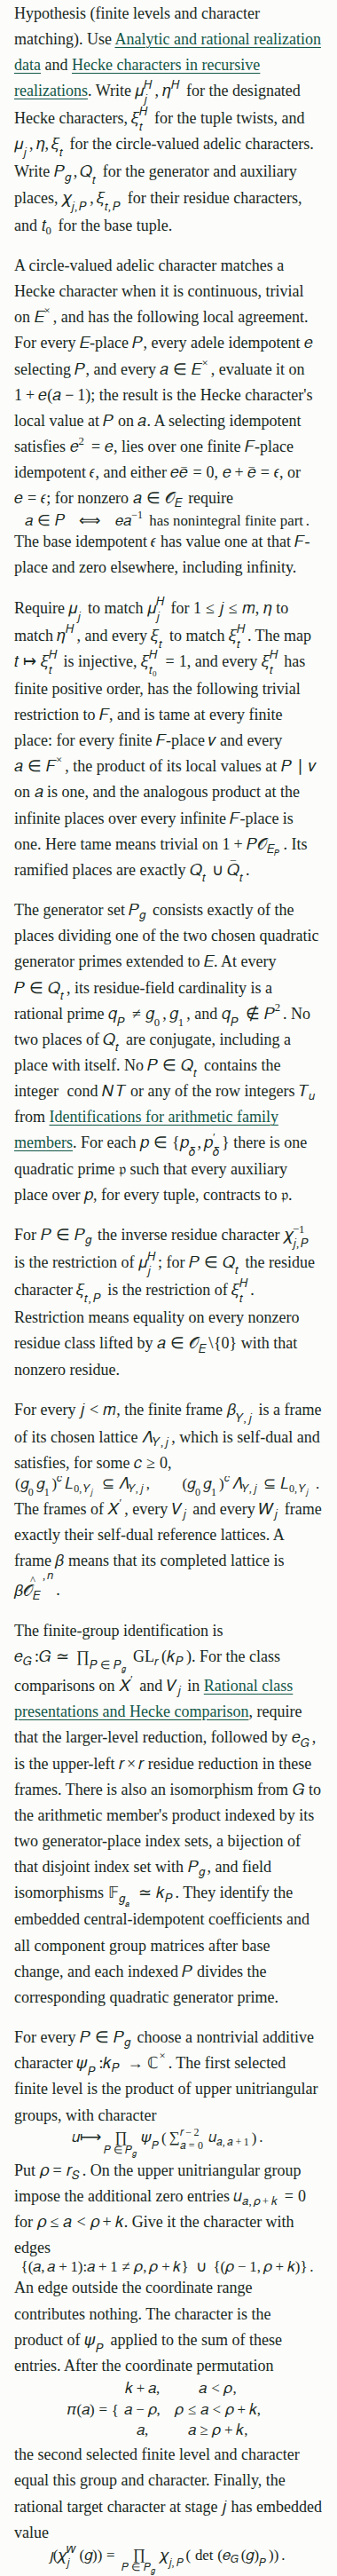 Hypothesis (finite levels and character
matching). Use Analytic and rational realization
data and Hecke characters in recursive
realizations. Write μ_j^H, η^H for the designated
Hecke characters, ξ_t^H for the tuple twists, and
μ_j, η, ξ_t for the circle-valued adelic characters.
Write P_g, Q_t for the generator and auxiliary
places, χ_{j,P}, ξ_{t,P} for their residue characters,
and t_0 for the base tuple.
A circle-valued adelic character matches a
Hecke character when it is continuous, trivial
on E^×, and has the following local agreement.
For every E-place P, every adele idempotent e
selecting P, and every a ∈ E^×, evaluate it on
1 + e(a − 1); the result is the Hecke character's
local value at P on a. A selecting idempotent
satisfies e^2 = e, lies over one finite F-place
idempotent ϵ, and either eē = 0, e + ē = ϵ, or
e = ϵ; for nonzero a ∈ 𝒪_E require
a ∈ P ⟺ ea^{−1} has nonintegral finite part.
The base idempotent ϵ has value one at that F-
place and zero elsewhere, including infinity.
Require μ_j to match μ_j^H for 1 ≤ j ≤ m, η to
match η^H, and every ξ_t to match ξ_t^H. The map
t ↦ ξ_t^H is injective, ξ_{t_0}^H = 1, and every ξ_t^H has
finite positive order, has the following trivial
restriction to F, and is tame at every finite
place: for every finite F-place v and every
a ∈ F^×, the product of its local values at P ∣ v
on a is one, and the analogous product at the
infinite places over every infinite F-place is
one. Here tame means trivial on 1 + P𝒪_{E_P}. Its
ramified places are exactly Q_t ∪ Q̄_t.
The generator set P_g consists exactly of the
places dividing one of the two chosen quadratic
generator primes extended to E. At every
P ∈ Q_t, its residue-field cardinality is a
rational prime q_P ≠ g_0, g_1, and q_P ∉ P^2. No
two places of Q_t are conjugate, including a
place with itself. No P ∈ Q_t contains the
integer cond NT or any of the row integers T_u
from Identifications for arithmetic family
members. For each p ∈ {p_δ, p_δ′} there is one
quadratic prime 𝔭 such that every auxiliary
place over p, for every tuple, contracts to 𝔭.
For P ∈ P_g the inverse residue character χ_{j,P}^{−1}
is the restriction of μ_j^H; for P ∈ Q_t the residue
character ξ_{t,P} is the restriction of ξ_t^H.
Restriction means equality on every nonzero
residue class lifted by a ∈ 𝒪_E\{0} with that
nonzero residue.
For every j < m, the finite frame β_{Y,j} is a frame
of its chosen lattice Λ_{Y,j}, which is self-dual and
satisfies, for some c ≥ 0,
(g_0g_1)^c L_{0,Y_j} ⊆ Λ_{Y,j}, (g_0g_1)^c Λ_{Y,j} ⊆ L_{0,Y_j}.
The frames of X′, every V_j and every W_j frame
exactly their self-dual reference lattices. A
frame β means that its completed lattice is
β𝒪̂_E^{,n}.
The finite-group identification is
e_G : G ≃ ∏_{P∈P_g} GL_r(k_P). For the class
comparisons on X′ and V_j in Rational class
presentations and Hecke comparison, require
that the larger-level reduction, followed by e_G,
is the upper-left r × r residue reduction in these
frames. There is also an isomorphism from G to
the arithmetic member's product indexed by its
two generator-place index sets, a bijection of
that disjoint index set with P_g, and field
isomorphisms 𝔽_{g_a} ≃ k_P. They identify the
embedded central-idempotent coefficients and
all component group matrices after base
change, and each indexed P divides the
corresponding quadratic generator prime.
For every P ∈ P_g choose a nontrivial additive
character ψ_P : k_P → ℂ^×. The first selected
finite level is the product of upper unitriangular
groups, with character
u ⟼ ∏_{P∈P_g} ψ_P(∑_{a=0}^{r−2} u_{a,a+1}).
Put ρ = r_S. On the upper unitriangular group
impose the additional zero entries u_{a,ρ+k} = 0
for ρ ≤ a < ρ + k. Give it the character with
edges
{(a, a + 1) : a + 1 ≠ ρ, ρ + k} ∪ {(ρ − 1, ρ + k)}.
An edge outside the coordinate range
contributes nothing. The character is the
product of ψ_P applied to the sum of these
entries. After the coordinate permutation
k + a, a < ρ,
π(a) = { a − ρ, ρ ≤ a < ρ + k,
a, a ≥ ρ + k,
the second selected finite level and character
equal this group and character. Finally, the
rational target character at stage j has embedded
value
ȷ(χ_j^W(g)) = ∏_{P∈P_g} χ_{j,P}( det (e_G(g)_P)).